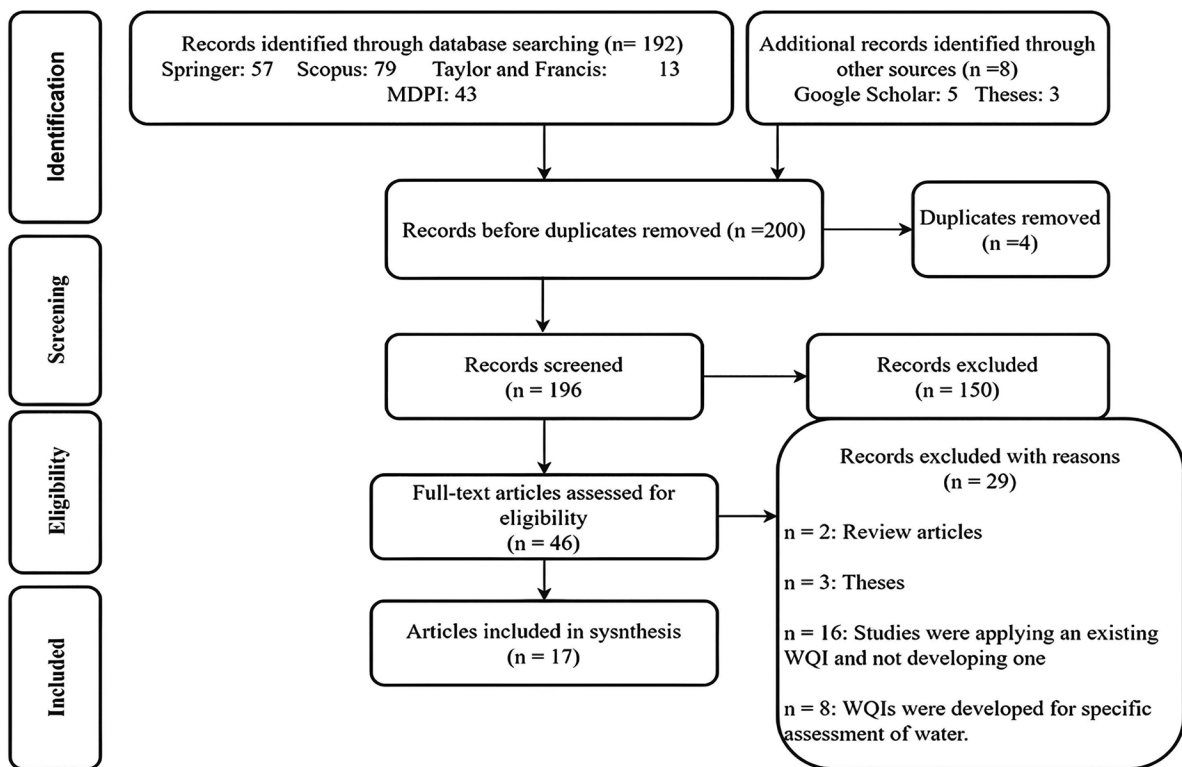 Identification
Records identified through database searching (n= 192)
Springer: 57 Scopus: 79 Taylor and Francis: 13
MDPI: 43
Additional records identified through
other sources (n =8)
Google Scholar: 5 Theses: 3
Records before duplicates removed (n =200)
Duplicates removed
(n =4)
Screening
Records screened
(n = 196
Records excluded
(n = 150)
Eligibility
Full-text articles assessed for
eligibility
(n = 46)
Records excluded with reasons
(n = 29)
n = 2: Review articles
n = 3: Theses
n = 16: Studies were applying an existing
WQI and not developing one
n = 8: WQIs were developed for specific
assessment of water.
Included
Articles included in sysnthesis
(n = 17)